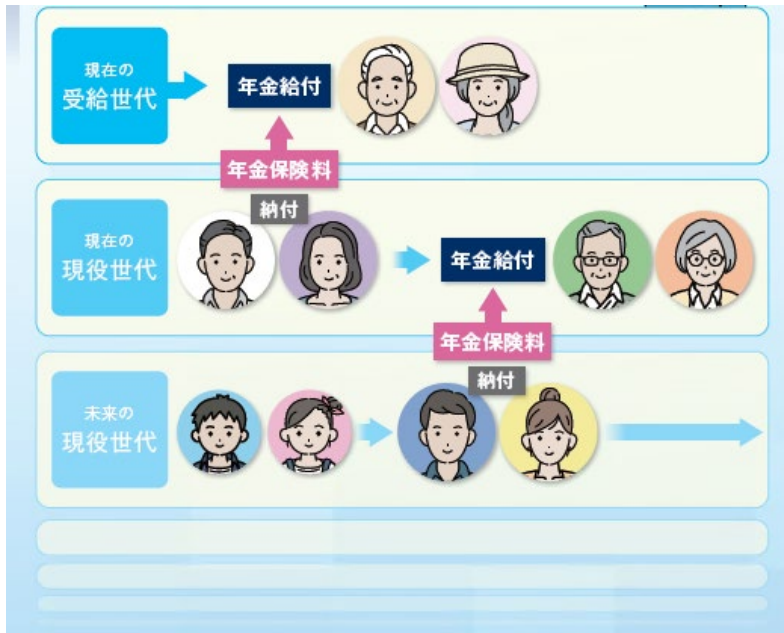 現在の
受給世代
年金給付
年金保険料
納付
現在の
現役世代
年金給付
年金保険料
納付
未来の
現役世代